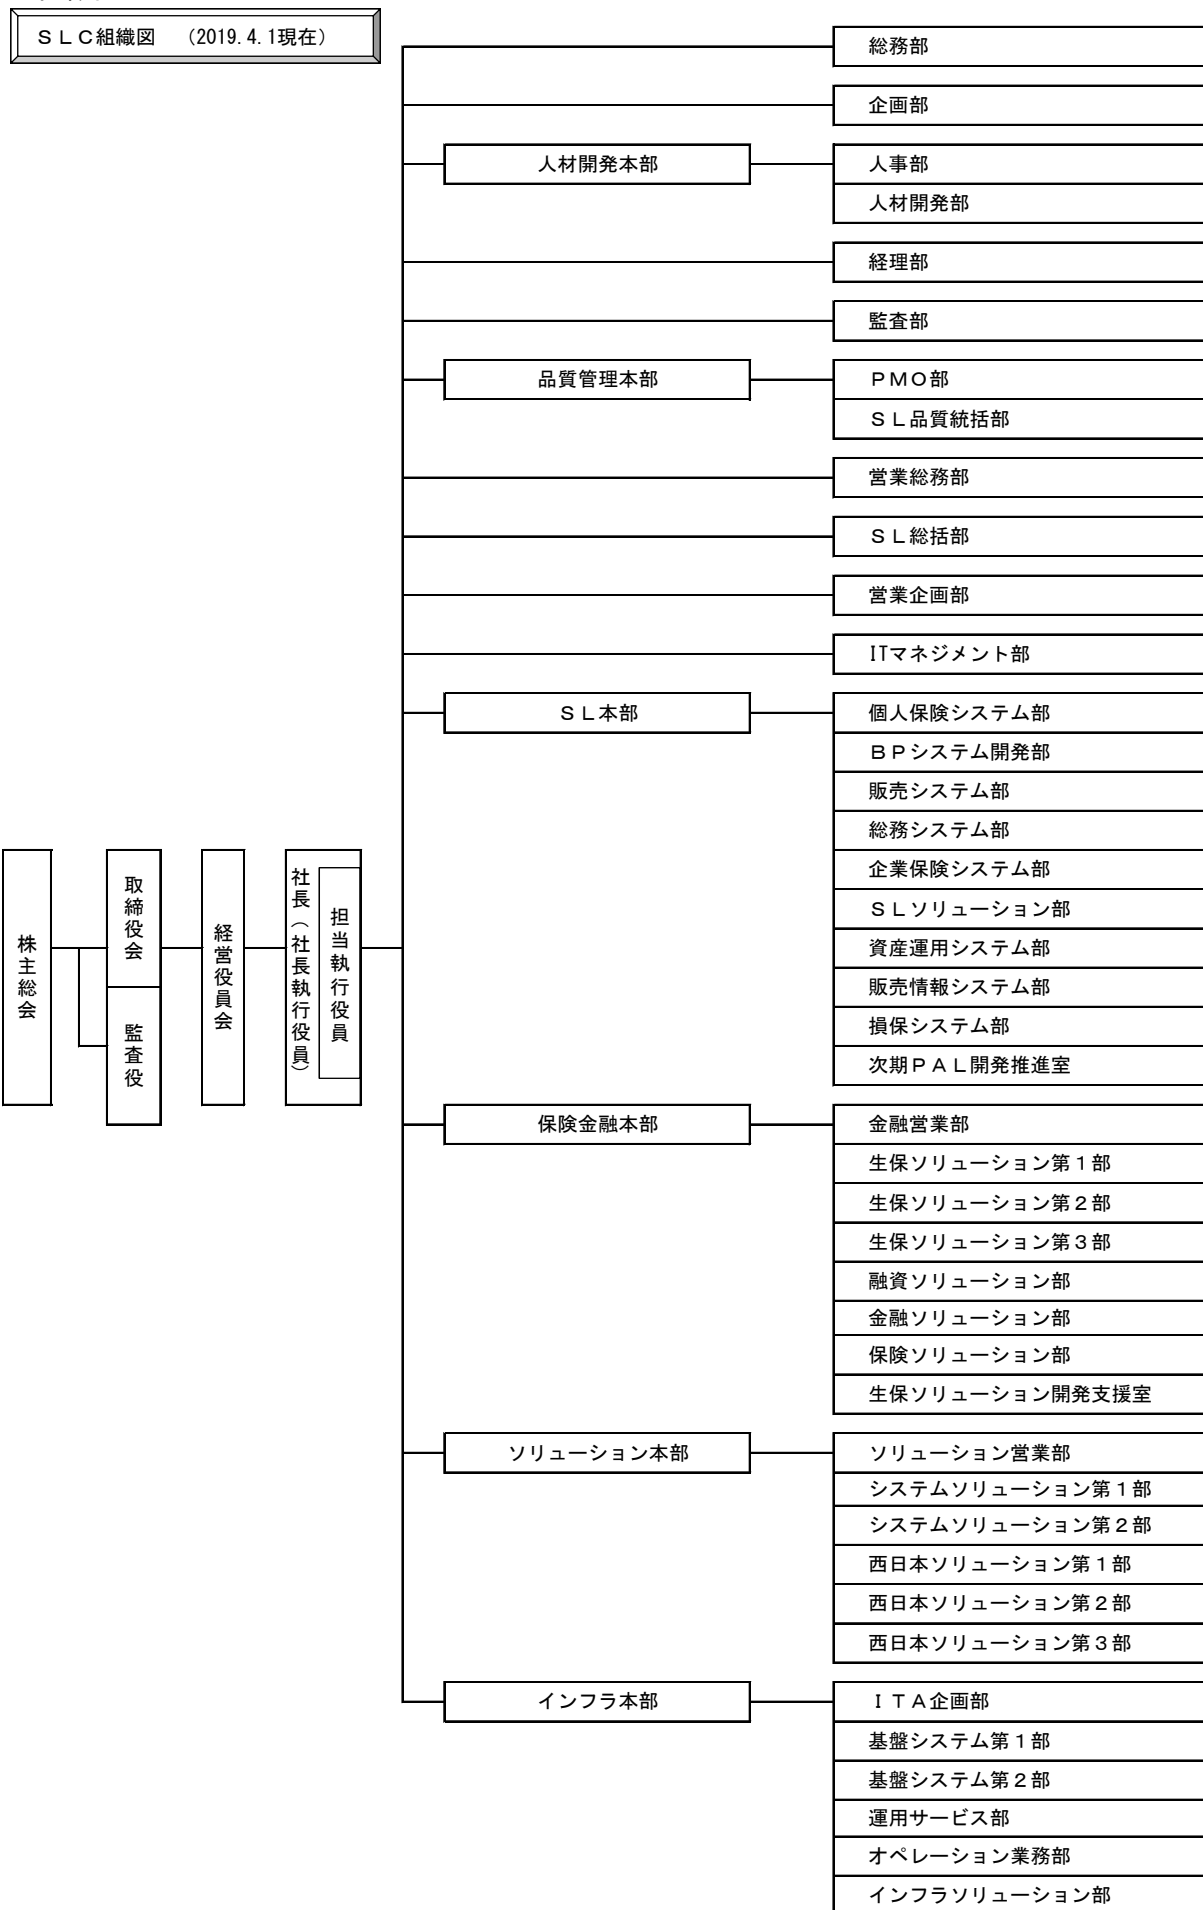 ＳＬＣ組織図　（2019.4.1現在）
株主総会
取締役会
監査役
経営役員会
社長（社長執行役員）
担当執行役員
総務部
企画部
人材開発本部
人事部
人材開発部
経理部
監査部
品質管理本部
ＰＭＯ部
ＳＬ品質統括部
営業総務部
ＳＬ総括部
営業企画部
ITマネジメント部
ＳＬ本部
個人保険システム部
ＢＰシステム開発部
販売システム部
総務システム部
企業保険システム部
ＳＬソリューション部
資産運用システム部
販売情報システム部
損保システム部
次期ＰＡＬ開発推進室
保険金融本部
金融営業部
生保ソリューション第１部
生保ソリューション第２部
生保ソリューション第３部
融資ソリューション部
金融ソリューション部
保険ソリューション部
生保ソリューション開発支援室
ソリューション本部
ソリューション営業部
システムソリューション第１部
システムソリューション第２部
西日本ソリューション第１部
西日本ソリューション第２部
西日本ソリューション第３部
インフラ本部
ＩＴＡ企画部
基盤システム第１部
基盤システム第２部
運用サービス部
オペレーション業務部
インフラソリューション部